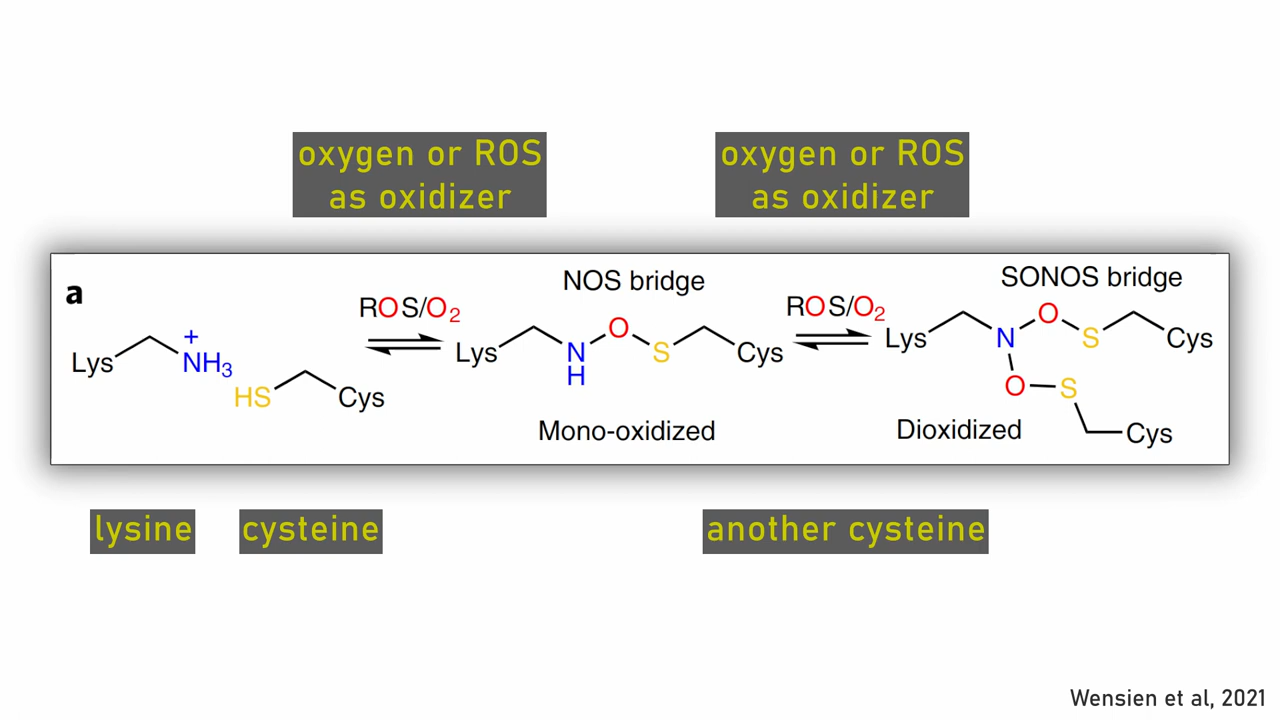 oxygen or ROS
as oxidizer
oxygen or ROS
as oxidizer
a
ROS/O₂
NOS bridge
ROS/O₂
SONOS bridge
Lys
+
NH₃
HS
Cys
Lys
N
H
O
S
Cys
Lys
N
O
S
Cys
O
S
Cys
Mono-oxidized
Dioxidized
lysine
cysteine
another cysteine
Wensien et al, 2021